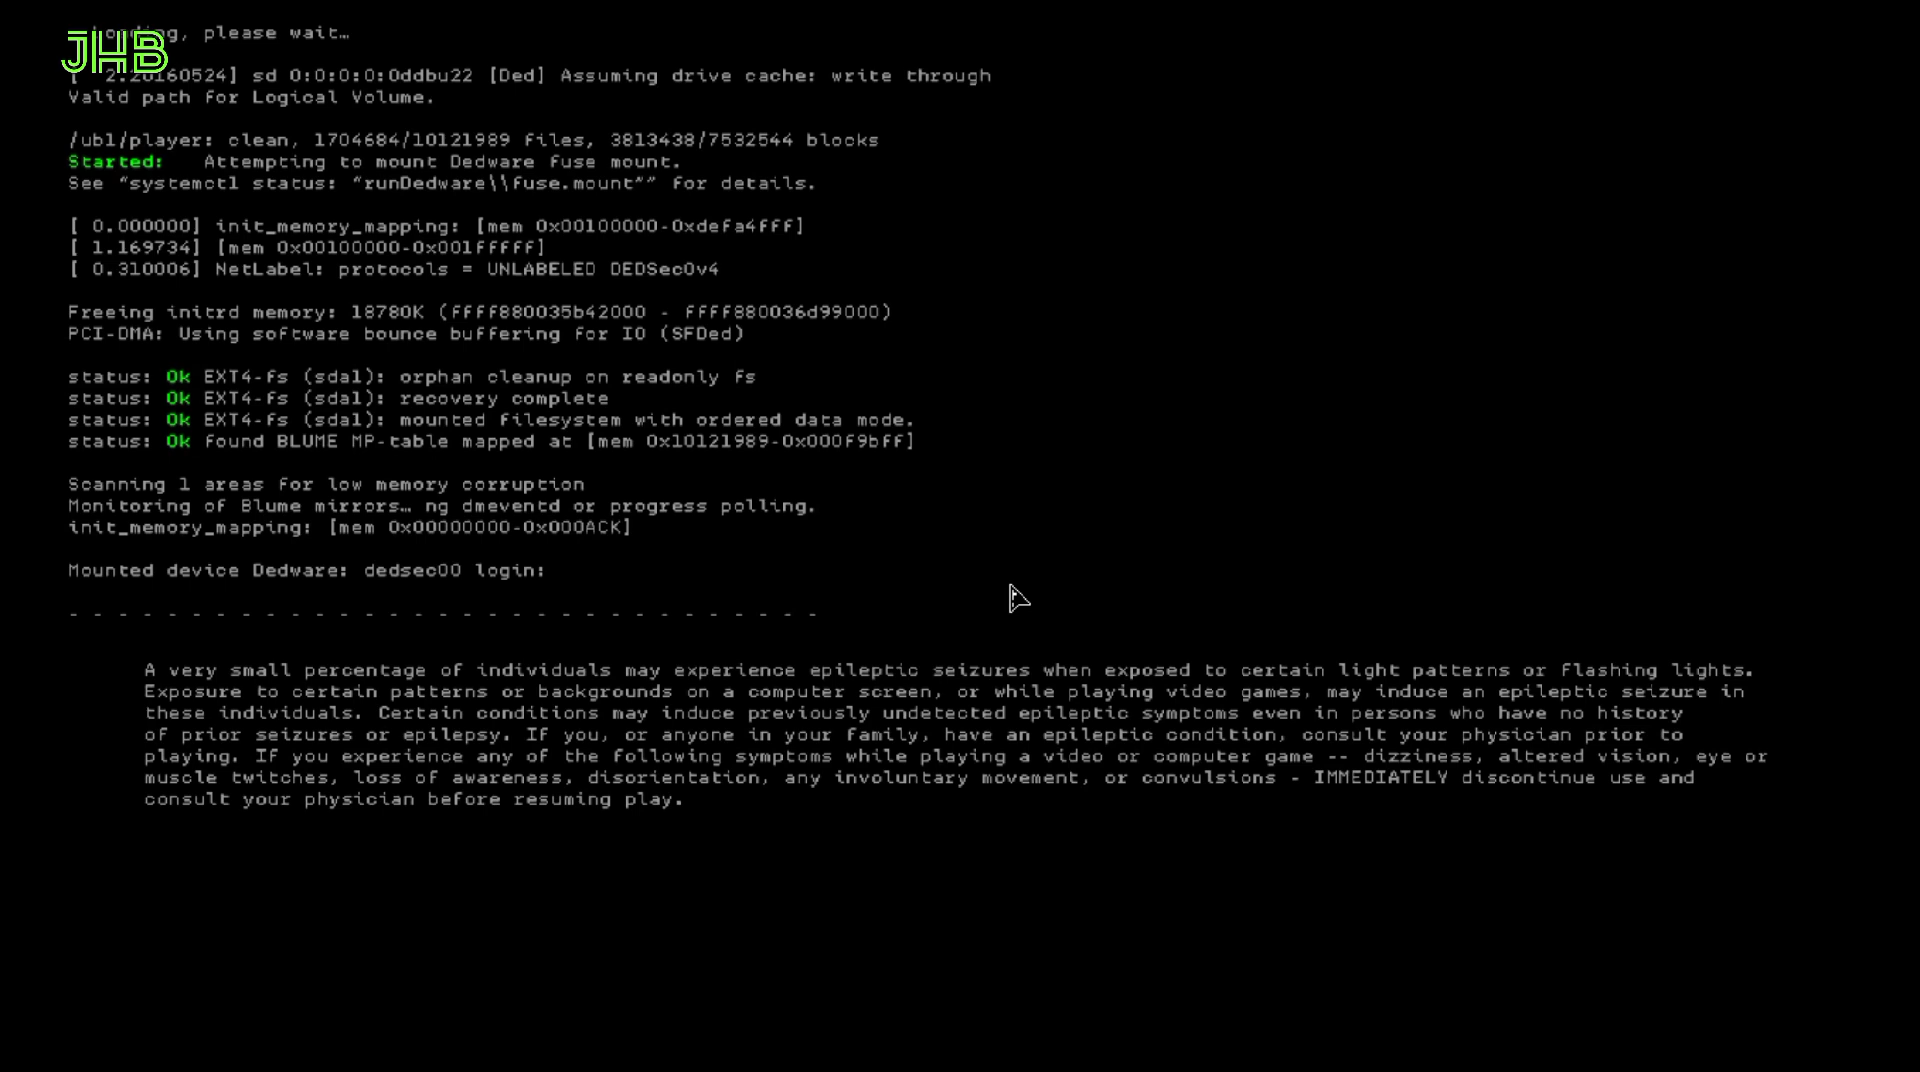 JHB
Loading, please wait…
[ 2.20160524] sd 0:0:0:0:0ddbu22 [Ded] Assuming drive cache: write through
Valid path for Logical Volume.
/ubl/player: clean, 1704684/10121989 files, 3813438/7532544 blocks
Started: Attempting to mount Dedware fuse mount.
See “systemctl status: “runDedware\\fuse.mount”” for details.
[ 0.000000] init_memory_mapping: [mem 0x00100000-0xdefa4fff]
[ 1.169734] [mem 0x00100000-0x001fffff]
[ 0.310006] NetLabel: protocols = UNLABELED DEDSec0v4
Freeing initrd memory: 18780K (ffff880035b42000 - ffff880036d99000)
PCI-DMA: Using software bounce buffering for IO (SFDed)
status: Ok EXT4-fs (sda1): orphan cleanup on readonly fs
status: Ok EXT4-fs (sda1): recovery complete
status: Ok EXT4-fs (sda1): mounted filesystem with ordered data mode.
status: Ok found BLUME MP-table mapped at [mem 0x10121989-0x000f9bff]
Scanning 1 areas for low memory corruption
Monitoring of Blume mirrors… ng dmeventd or progress polling.
init_memory_mapping: [mem 0x00000000-0x000ACK]
Mounted device Dedware: dedsec00 login:
- - - - - - - - - - - - - - - - - - - - - - - - - - - - - - -
A very small percentage of individuals may experience epileptic seizures when exposed to certain light patterns or flashing lights.
Exposure to certain patterns or backgrounds on a computer screen, or while playing video games, may induce an epileptic seizure in
these individuals. Certain conditions may induce previously undetected epileptic symptoms even in persons who have no history
of prior seizures or epilepsy. If you, or anyone in your family, have an epileptic condition, consult your physician prior to
playing. If you experience any of the following symptoms while playing a video or computer game -- dizziness, altered vision, eye or
muscle twitches, loss of awareness, disorientation, any involuntary movement, or convulsions - IMMEDIATELY discontinue use and
consult your physician before resuming play.